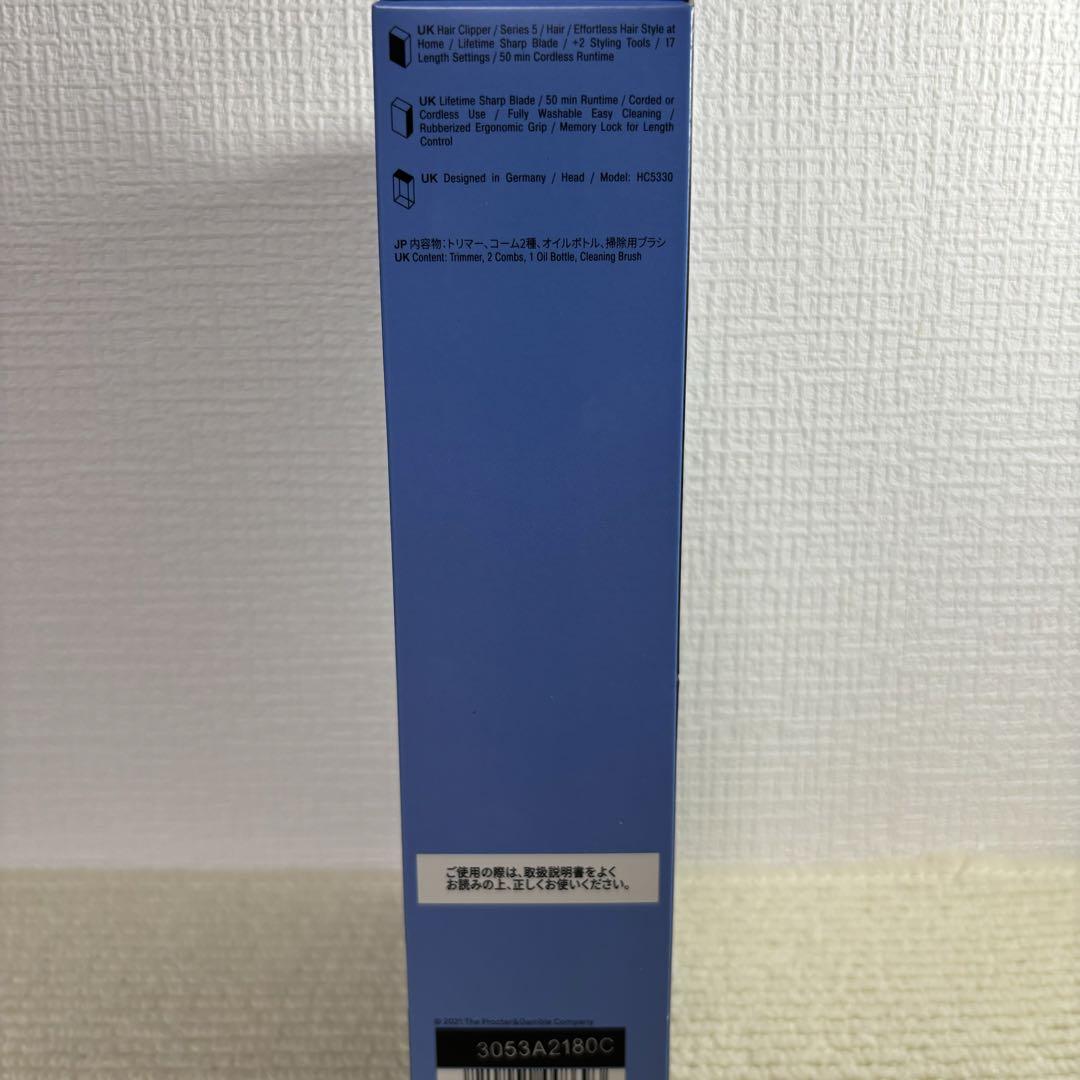 UK Hair Clipper / Series 5 / Hair / Effortless Hair Style at
Home / Lifetime Sharp Blade / +2 Styling Tools / 17
Length Settings / 50 min Cordless Runtime
UK Lifetime Sharp Blade / 50 min Runtime / Corded or
Cordless Use / Fully Washable Easy Cleaning /
Rubberized Ergonomic Grip / Memory Lock for Length
Control
UK Designed in Germany / Head / Model: HC5330
JP 内容物:トリマー、コーム2種、オイルボトル、掃除用ブラシ
UK Content: Trimmer, 2 Combs, 1 Oil Bottle, Cleaning Brush
ご使用の際は、取扱説明書をよく
お読みの上、正しくお使いください。
© 2021 The Procter&Gamble Company
3053A2180C